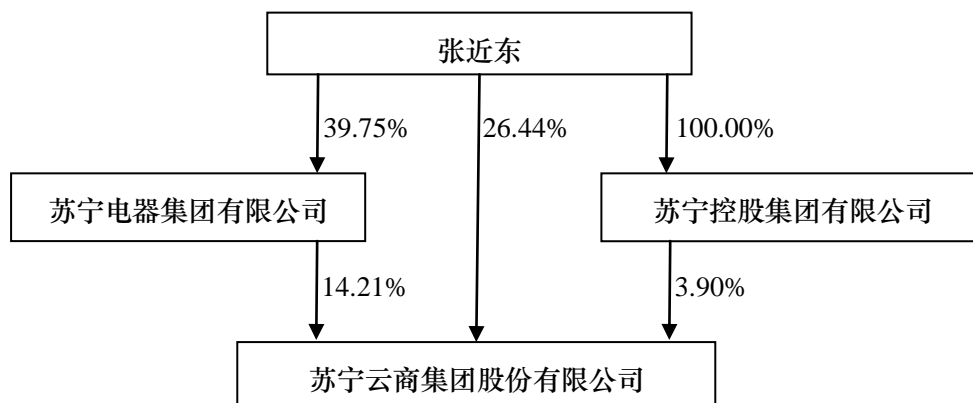 张近东
39.75%
26.44%
100.00%
苏宁电器集团有限公司
苏宁控股集团有限公司
14.21%
3.90%
苏宁云商集团股份有限公司